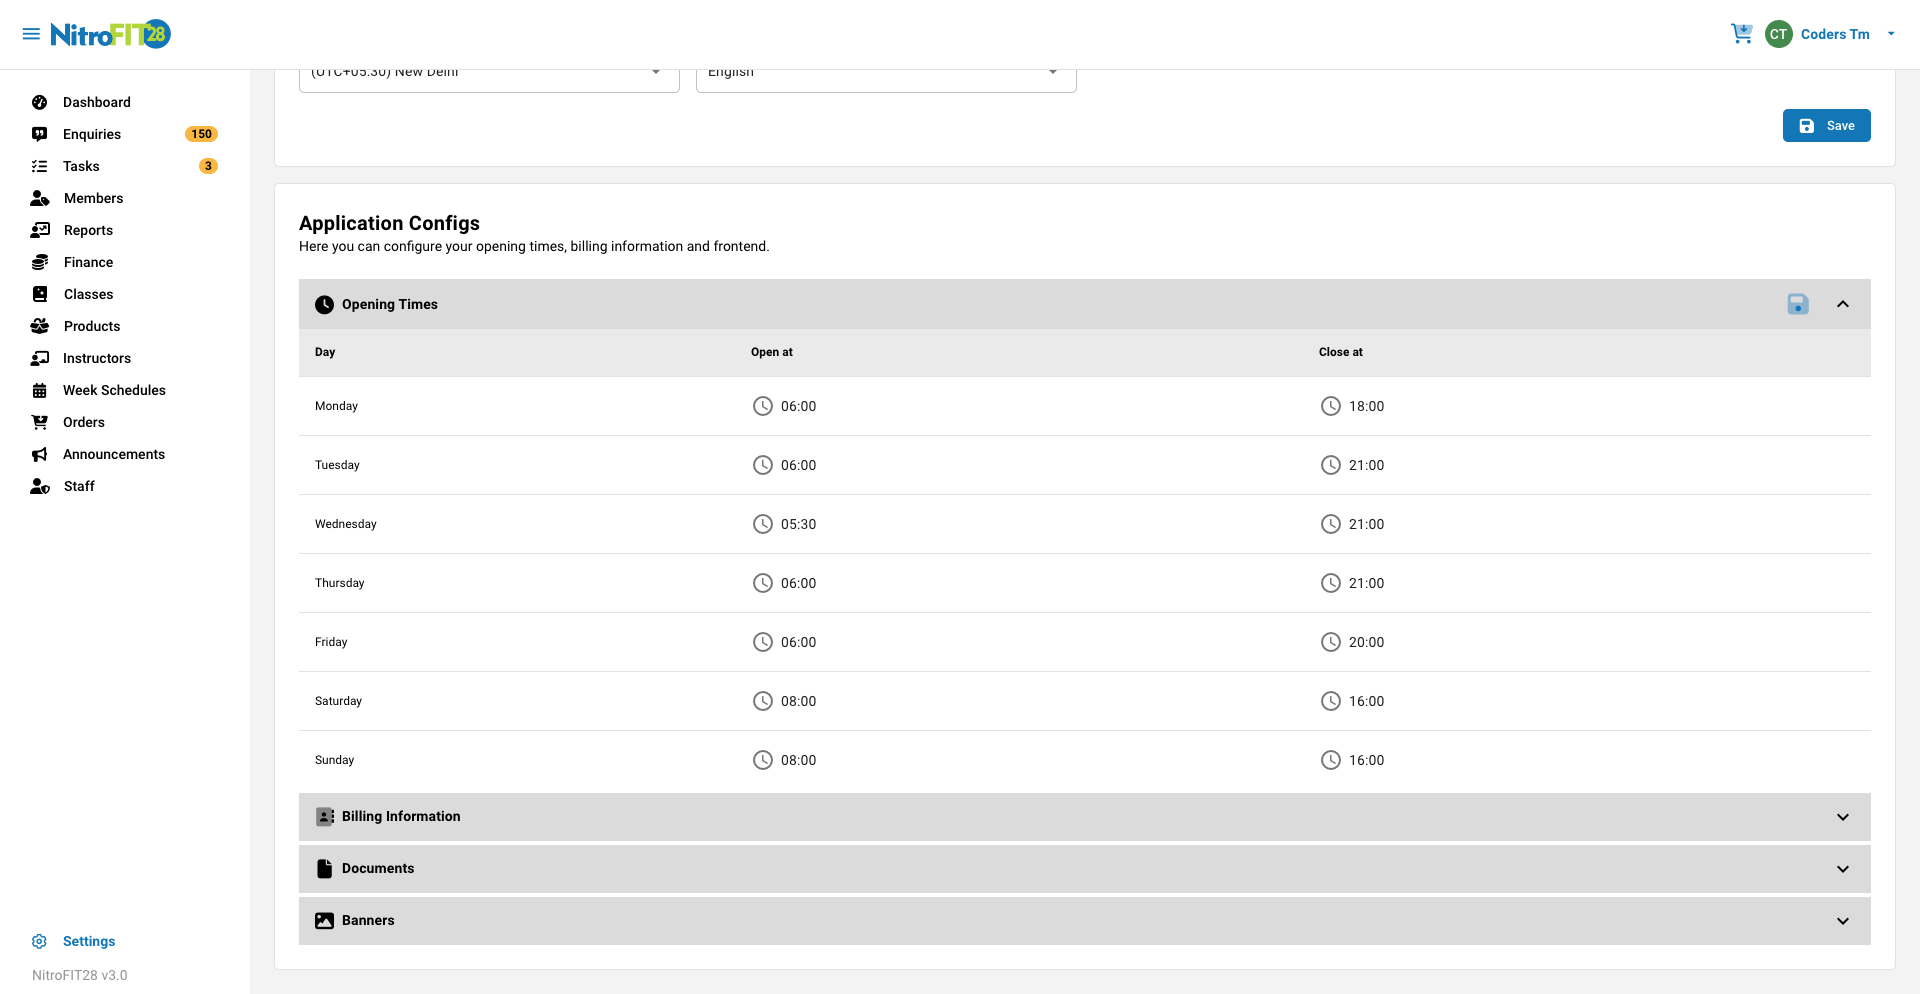 NitroFIT28
CT Coders Tm
(UTC+05:30) New Delhi English
Save
Dashboard
Enquiries 150
Tasks 3
Members
Reports
Finance
Classes
Products
Instructors
Week Schedules
Orders
Announcements
Staff
Settings
NitroFIT28 v3.0
Application Configs
Here you can configure your opening times, billing information and frontend.
Opening Times
Day Open at Close at
Monday 06:00 18:00
Tuesday 06:00 21:00
Wednesday 05:30 21:00
Thursday 06:00 21:00
Friday 06:00 20:00
Saturday 08:00 16:00
Sunday 08:00 16:00
Billing Information
Documents
Banners